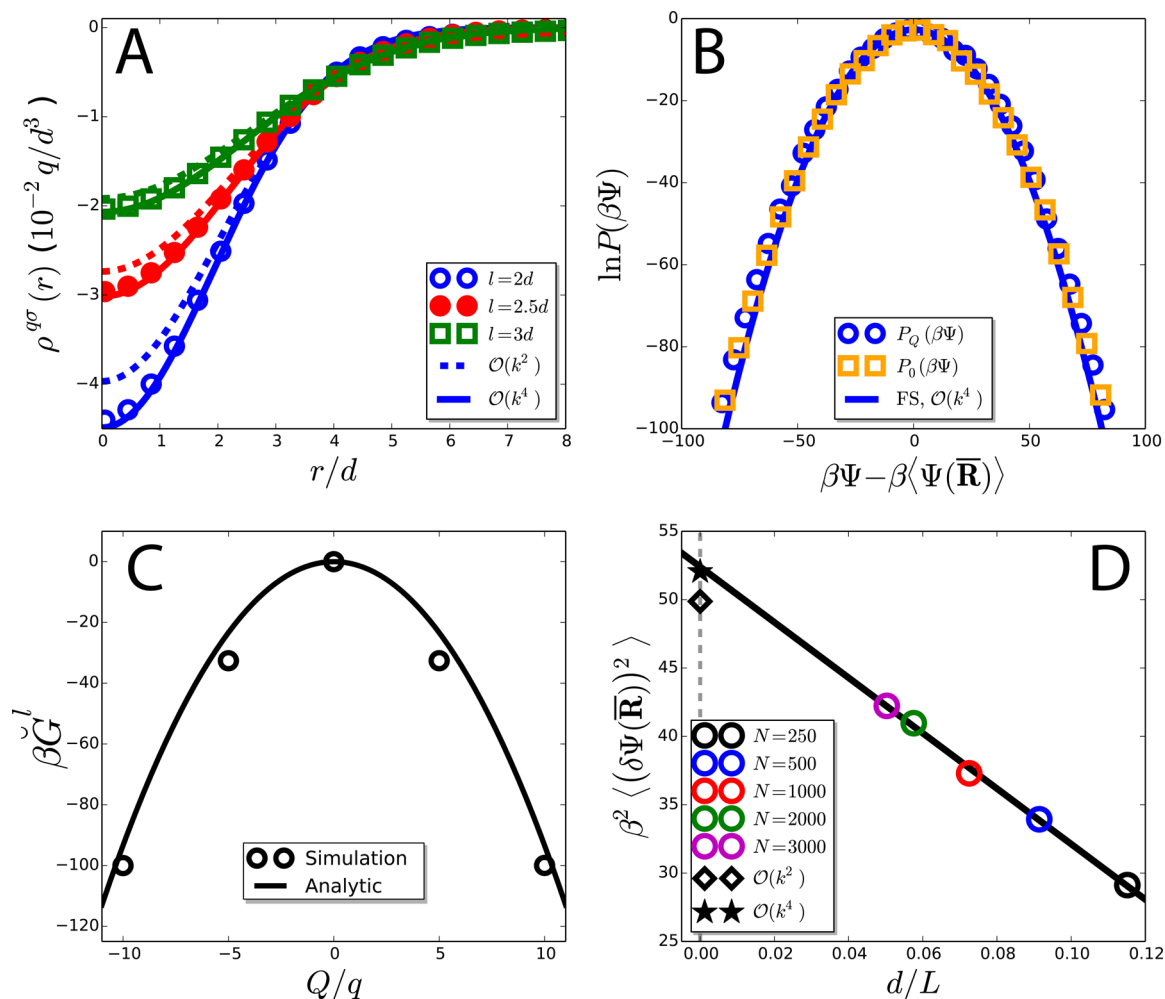 A
0
−1
−2
−3
−4
ρ^{qσ}(r) (10^{−2} q/d^3)
l=2d
l=2.5d
l=3d
O(k^2)
O(k^4)
0 1 2 3 4 5 6 7 8
r/d
B
0
−20
−40
−60
−80
−100
lnP(βΨ)
P_Q(βΨ)
P_0(βΨ)
FS, O(k^4)
−100 −50 0 50 100
βΨ−β⟨Ψ(R̅)⟩
C
0
−20
−40
−60
−80
−100
−120
βĞ^l
Simulation
Analytic
−10 −5 0 5 10
Q/q
D
55
50
45
40
35
30
25
β^2 ⟨(δΨ(R̅))^2⟩
N=250
N=500
N=1000
N=2000
N=3000
O(k^2)
O(k^4)
0.00 0.02 0.04 0.06 0.08 0.10 0.12
d/L